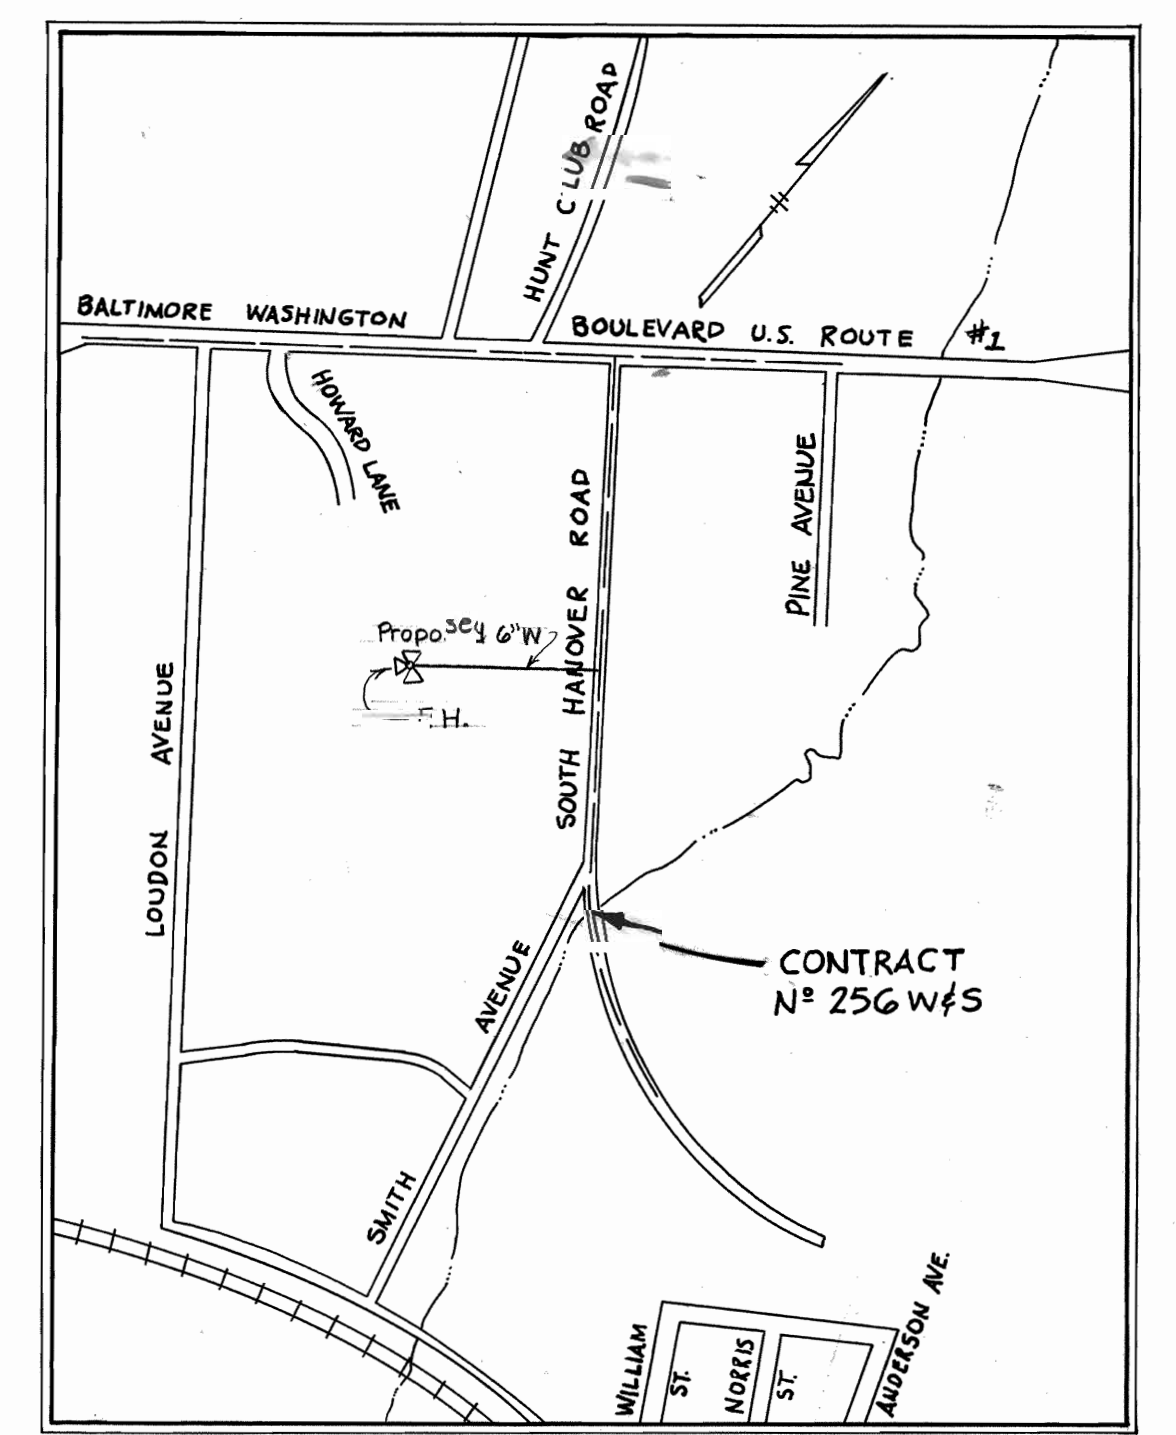 HUNT CLUB ROAD
BALTIMORE WASHINGTON BOULEVARD U.S. ROUTE #1
HOWARD LANE
PINE AVENUE
SOUTH HANOVER ROAD
Proposed 6"W
F.H.
LOUDON AVENUE
CONTRACT
Nº 256 W&S
SMITH AVENUE
WILLIAM ST.
NORRIS ST.
ANDERSON AVE.